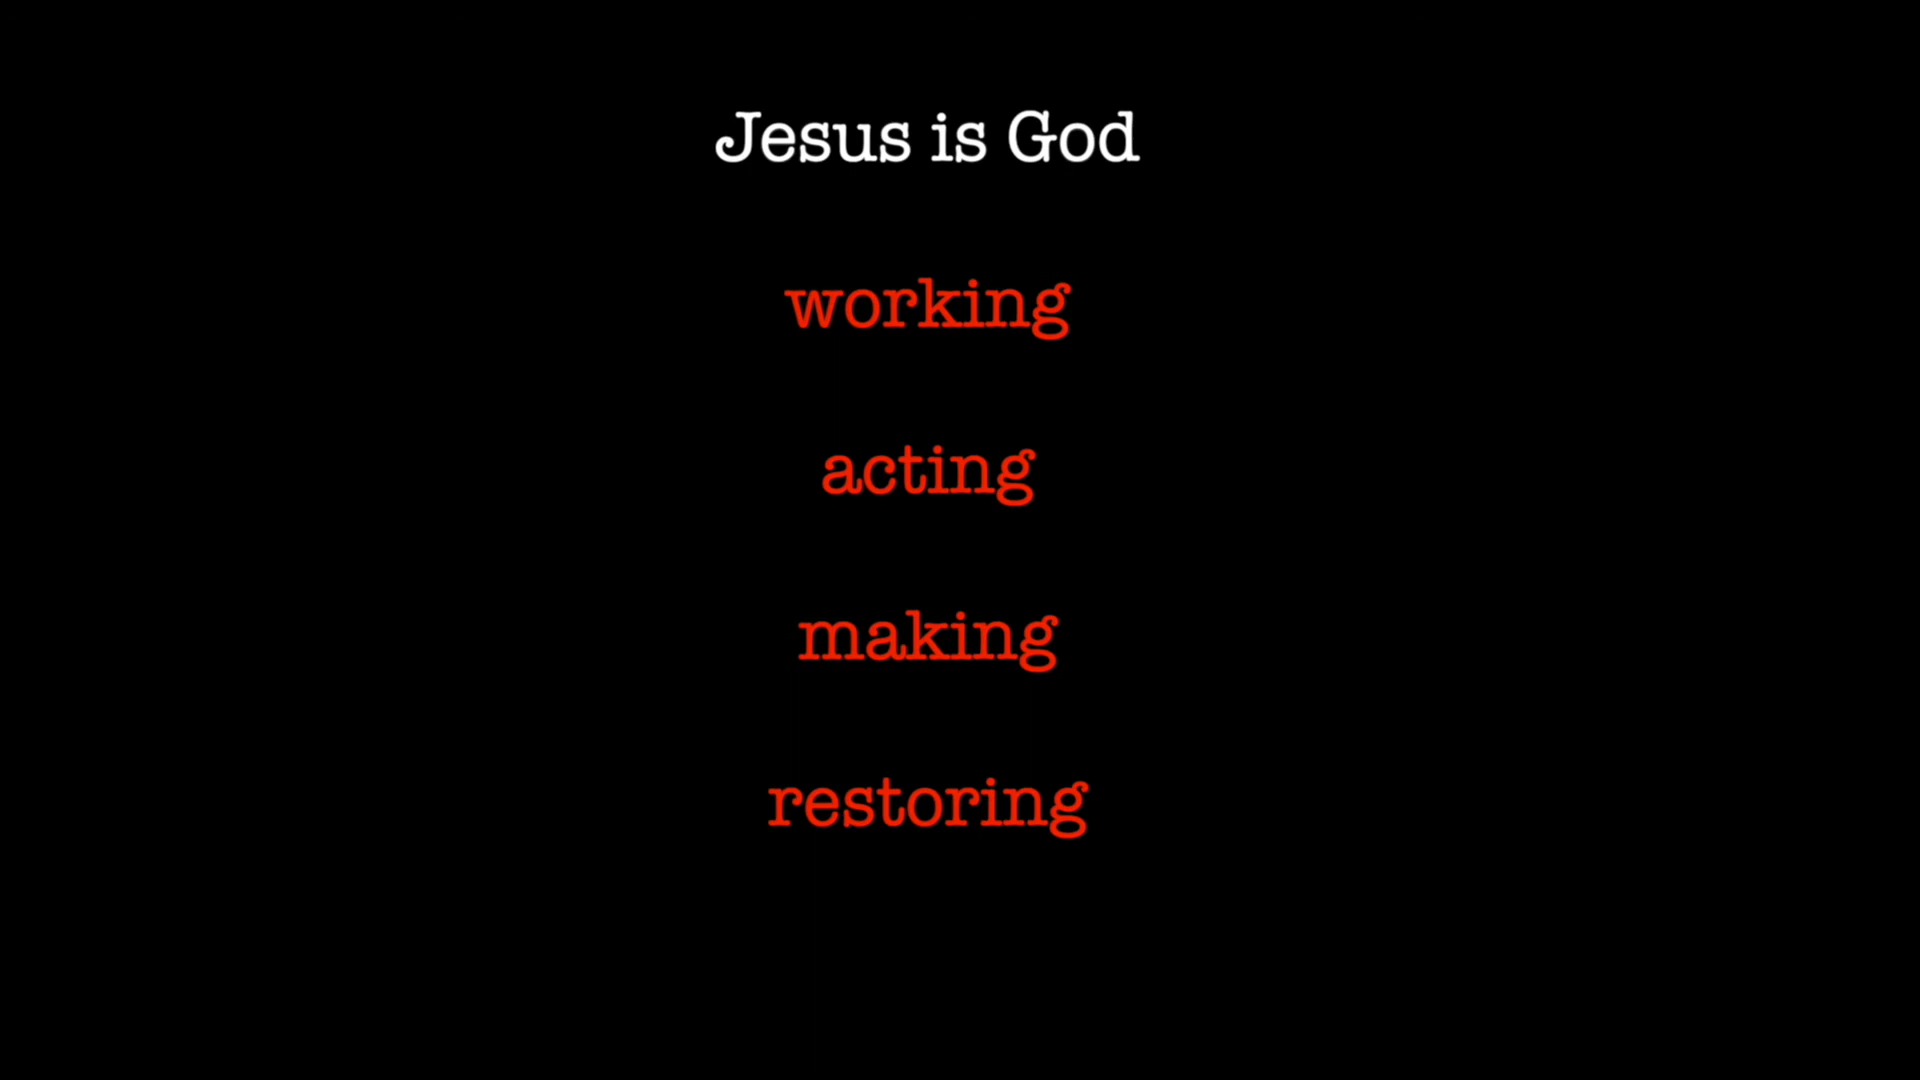 Jesus is God
working
acting
making
restoring